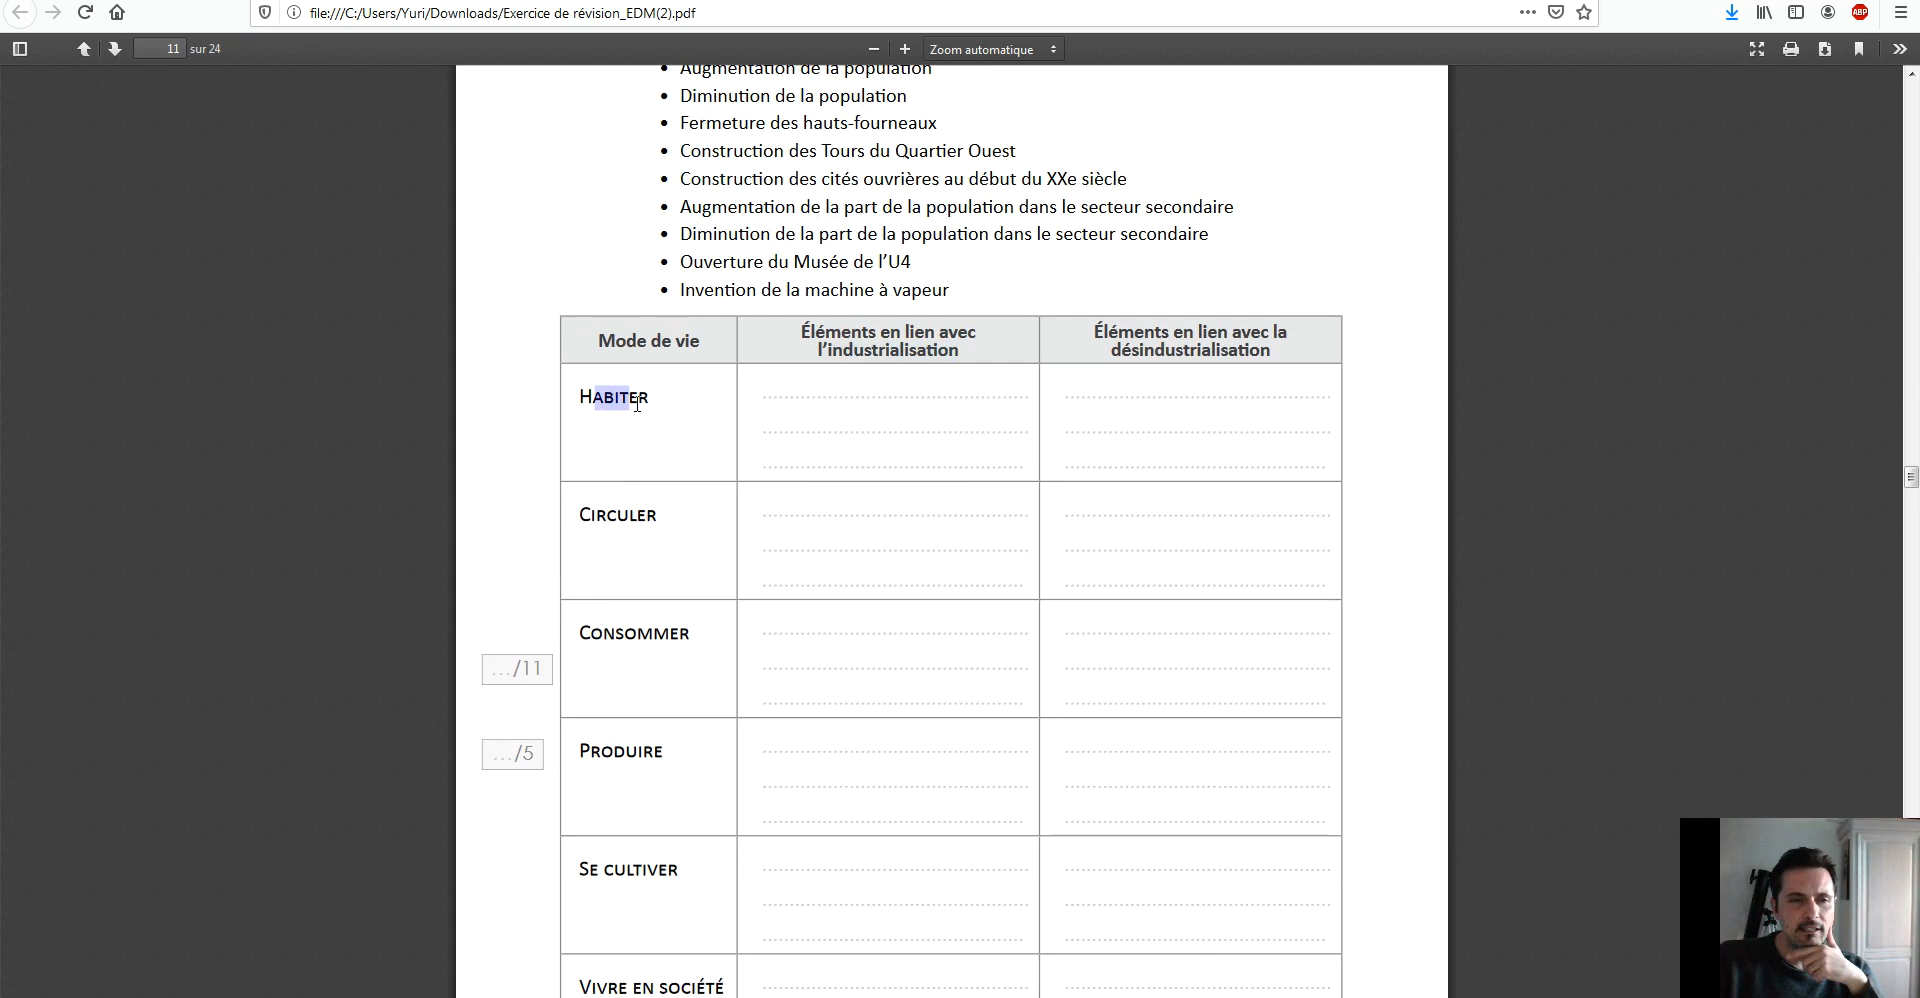 file:///C:/Users/Yuri/Downloads/Exercice de révision_EDM(2).pdf
ABP
11 sur 24
Zoom automatique
• Augmentation de la population
• Diminution de la population
• Fermeture des hauts-fourneaux
• Construction des Tours du Quartier Ouest
• Construction des cités ouvrières au début du XXe siècle
• Augmentation de la part de la population dans le secteur secondaire
• Diminution de la part de la population dans le secteur secondaire
• Ouverture du Musée de l’U4
• Invention de la machine à vapeur
Mode de vie
Éléments en lien avec
l’industrialisation
Éléments en lien avec la
désindustrialisation
HABITER
CIRCULER
CONSOMMER
.../11
PRODUIRE
.../5
SE CULTIVER
VIVRE EN SOCIÉTÉ